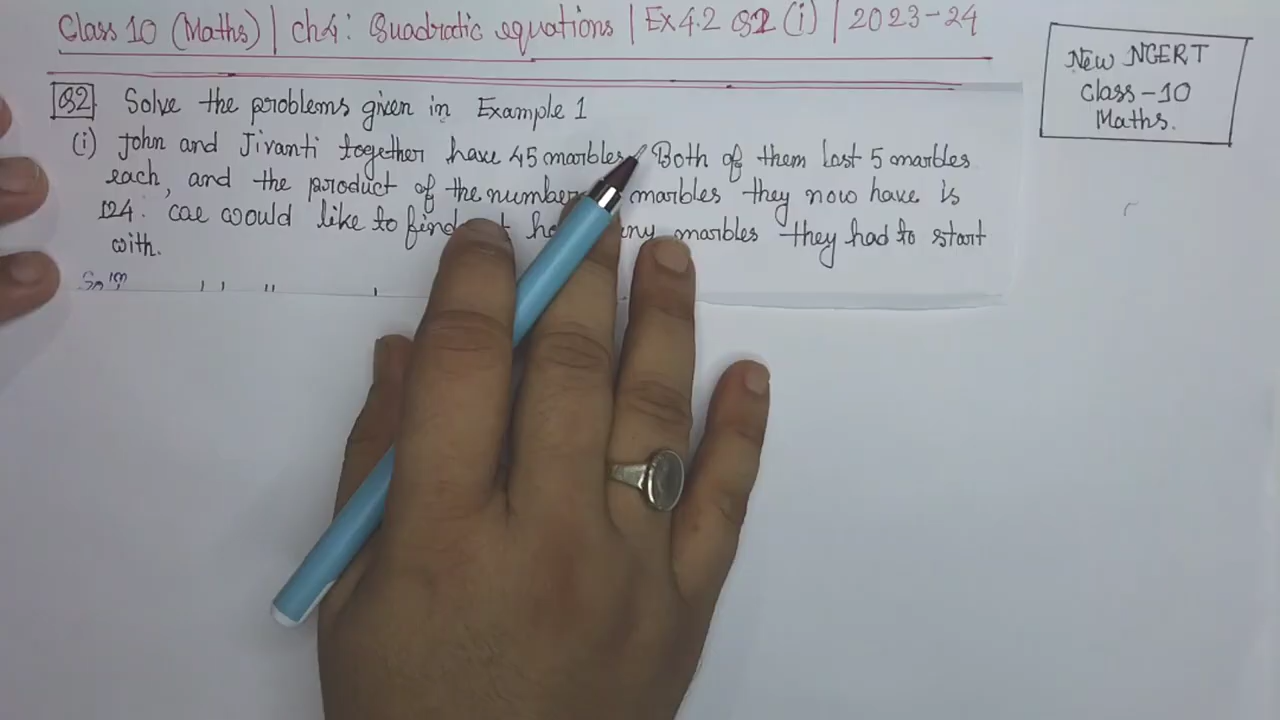 Class 10 (Maths) | Ch4: Quadratic equations | Ex4.2 Q2 (i) | 2023-24
New NCERT
Class-10
Maths.
Q2 Solve the problems given in Example 1
(i) John and Jivanti together have 45 marbles. Both of them lost 5 marbles
each, and the product of the number marbles they now have is
124. we would like to find marbles they had to start
with.
Soln